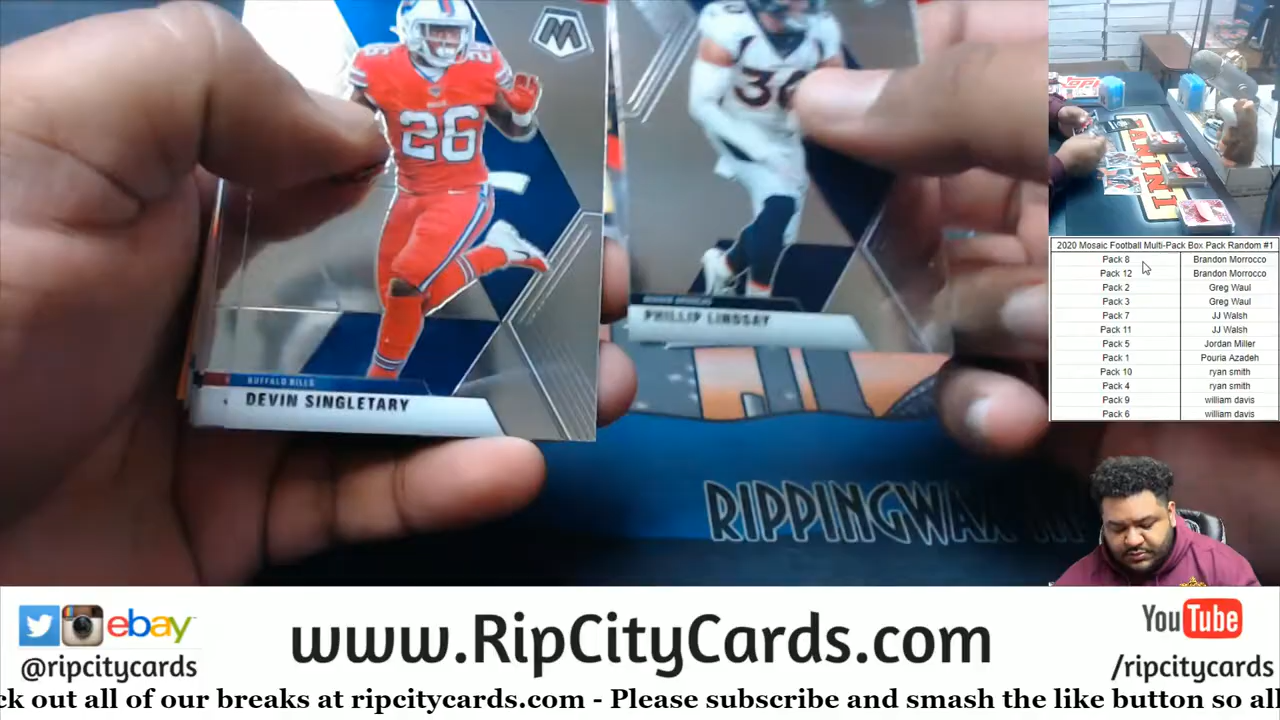 26
26
M
BUFFALO BILLS
DEVIN SINGLETARY
30
PHILLIP LINDSAY
RIPPINGWAX
PANINI
2020 Mosaic Football Multi-Pack Box Pack Random #1
Pack 8 Brandon Morrocco
Pack 12 Brandon Morrocco
Pack 2 Greg Waul
Pack 3 Greg Waul
Pack 7 JJ Walsh
Pack 11 JJ Walsh
Pack 5 Jordan Miller
Pack 1 Pouria Azadeh
Pack 10 ryan smith
Pack 4 ryan smith
Pack 9 william davis
Pack 6 william davis
ebay
@ripcitycards
www.RipCityCards.com
YouTube
/ripcitycards
ck out all of our breaks at ripcitycards.com - Please subscribe and smash the like button so all